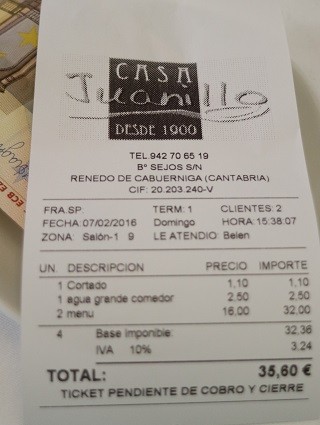 CASA
Juanillo
DESDE 1900
TEL.942 70 65 19
Bº SEJOS S/N
RENEDO DE CABUERNIGA (CANTABRIA)
CIF: 20.203.240-V
FRA.SP. TERM: 1 CLIENTES: 2
FECHA: 07/02/2016 Domingo HORA: 15:38:07
ZONA Salón-1 9 LE ATENDIO: Belen
UN. DESCRIPCION PRECIO IMPORTE
1 Cortado 1,10 1,10
1 agua grande comedor 2,50 2,50
2 menu 16,00 32,00
4 Base Imponible: 32,36
IVA 10% 3,24
TOTAL: 35,60 €
TICKET PENDIENTE DE COBRO Y CIERRE